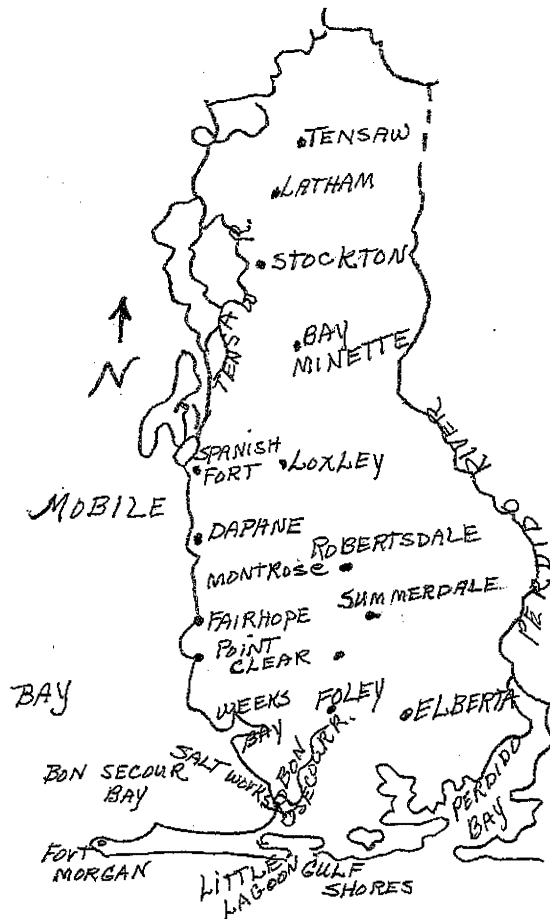 TENSAW
LATHAM
STOCKTON
TENSAW R.
BAY
MINETTE
N
PERDIDO RIVER
SPANISH
FORT
LOXLEY
MOBILE
DAPHNE
ROBERTSDALE
MONTROSE
SUMMERDALE
FAIRHOPE
POINT
CLEAR
BAY
WEEKS
BAY
FOLEY
ELBERTA
SALT WORKS
BON
SECOUR R.
BON SECOUR
BAY
PERDIDO
BAY
FORT
MORGAN
LITTLE
LAGOON
GULF
SHORES